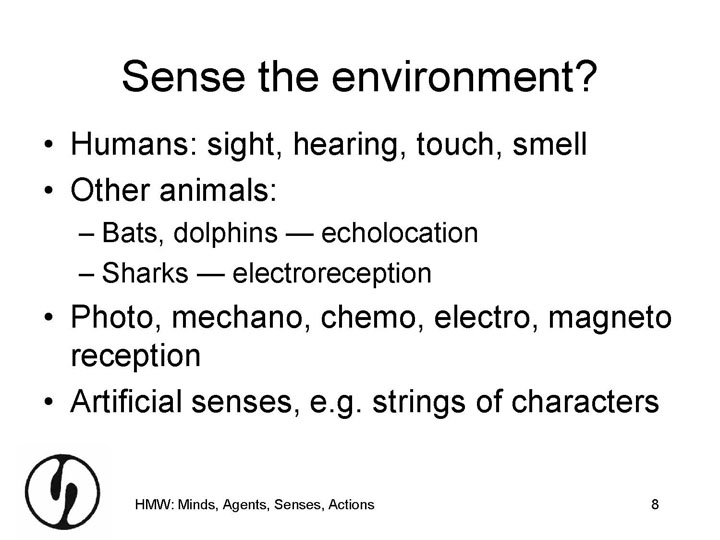 Sense the environment?
• Humans: sight, hearing, touch, smell
• Other animals:
– Bats, dolphins — echolocation
– Sharks — electroreception
• Photo, mechano, chemo, electro, magneto
reception
• Artificial senses, e.g. strings of characters
HMW: Minds, Agents, Senses, Actions
8